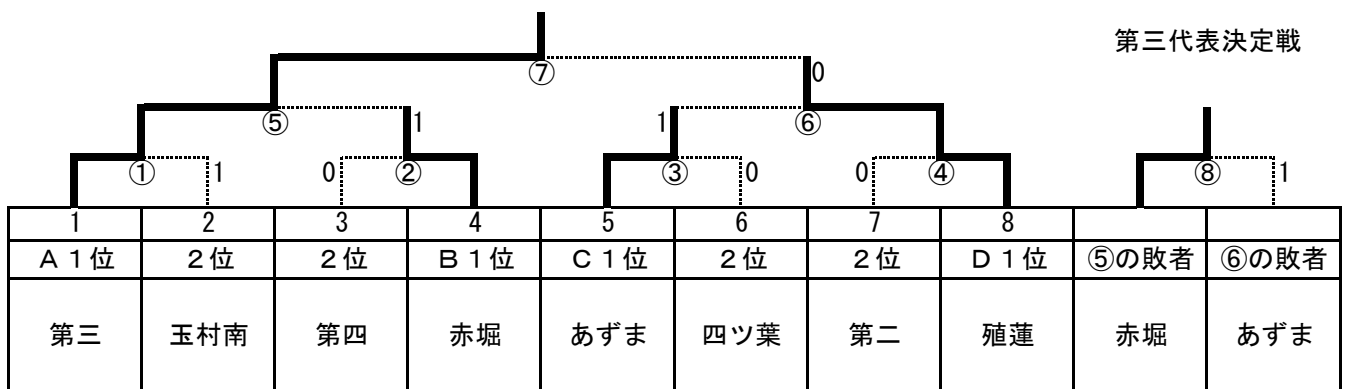 第三代表決定戦
⑦ 0
⑤ 1 1 ⑥
① 1 0 ② ③ 0 0 ④ ⑧ 1
1 2 3 4 5 6 7 8
A1位 2位 2位 B1位 C1位 2位 2位 D1位 ⑤の敗者 ⑥の敗者
第三 玉村南 第四 赤堀 あずま 四ツ葉 第二 殖蓮 赤堀 あずま